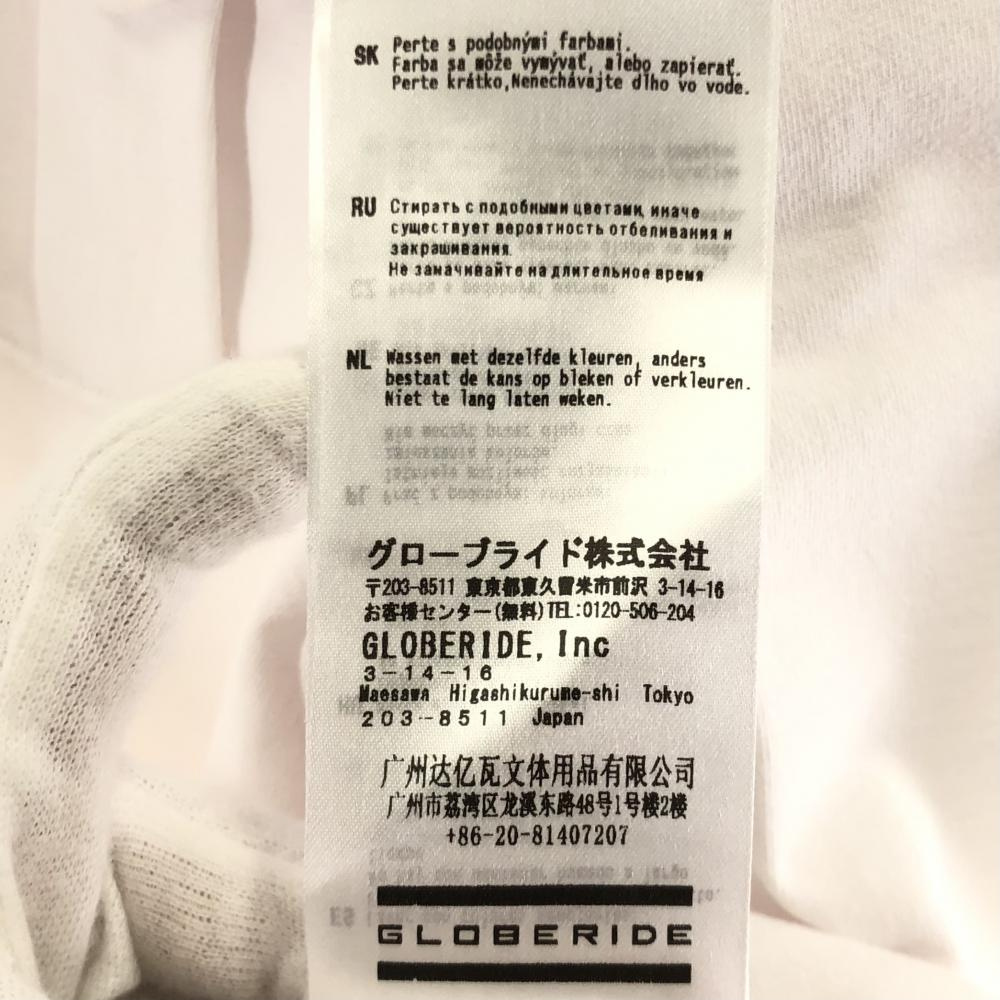 SK Perte s podobnými farbami.
Farba sa môže vymývať, alebo zapierať.
Perte krátko,Nenechávajte dlho vo vode.
RU Стирать с подобными цветами, иначе
существует вероятность отбеливания и
закрашивания.
Не замачивайте на длительное время
NL Wassen met dezelfde kleuren, anders
bestaat de kans op bleken of verkleuren.
Niet te lang laten weken.
グローブライド株式会社
〒203-8511 東京都東久留米市前沢 3-14-16
お客様センター(無料)TEL:0120-506-204
GLOBERIDE, Inc
3-14-16
Maesawa Higashikurume-shi Tokyo
203-8511 Japan
广州达亿瓦文体用品有限公司
广州市荔湾区龙溪东路48号1号楼2楼
+86-20-81407207
GLOBERIDE